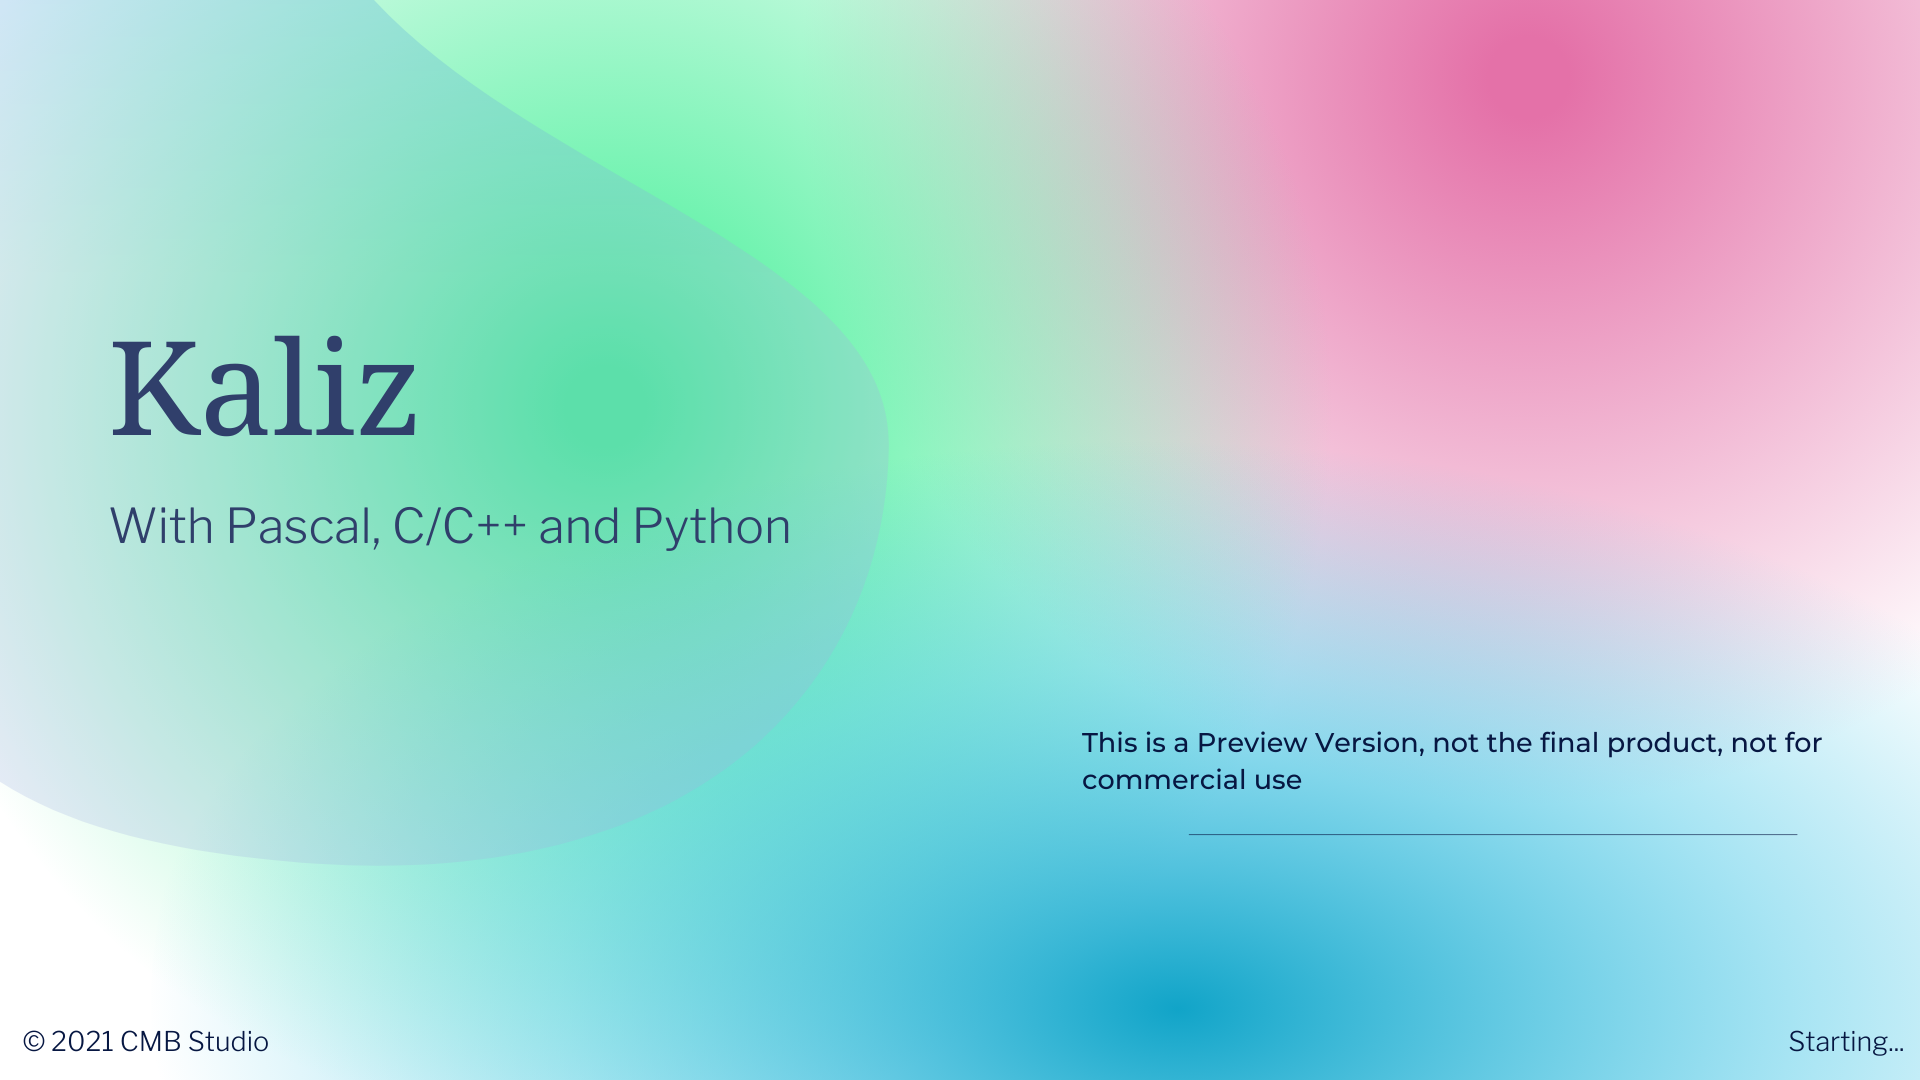 Kaliz
With Pascal, C/C++ and Python
This is a Preview Version, not the final product, not for
commercial use
© 2021 CMB Studio
Starting...